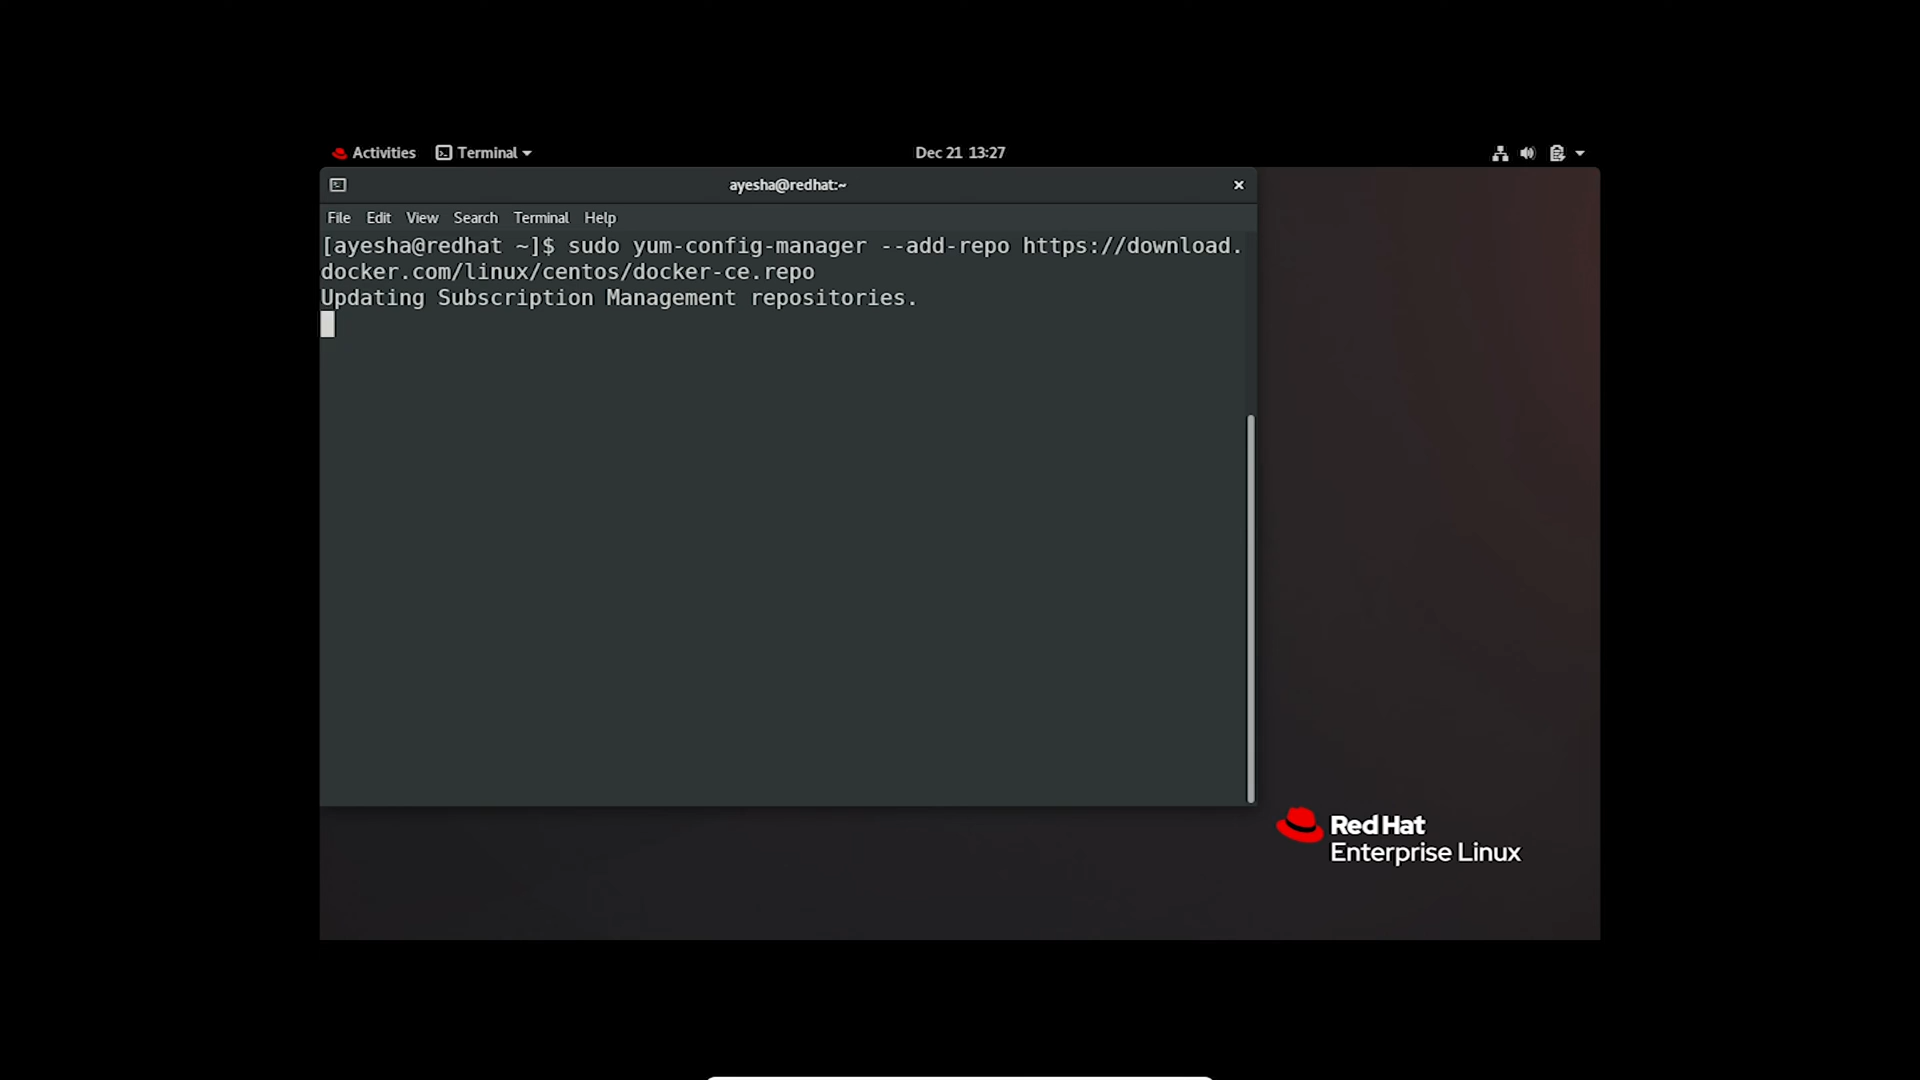 Activities Terminal Dec 21 13:27
ayesha@redhat:~ ×
File Edit View Search Terminal Help
[ayesha@redhat ~]$ sudo yum-config-manager --add-repo https://download.
docker.com/linux/centos/docker-ce.repo
Updating Subscription Management repositories.
Red Hat
Enterprise Linux